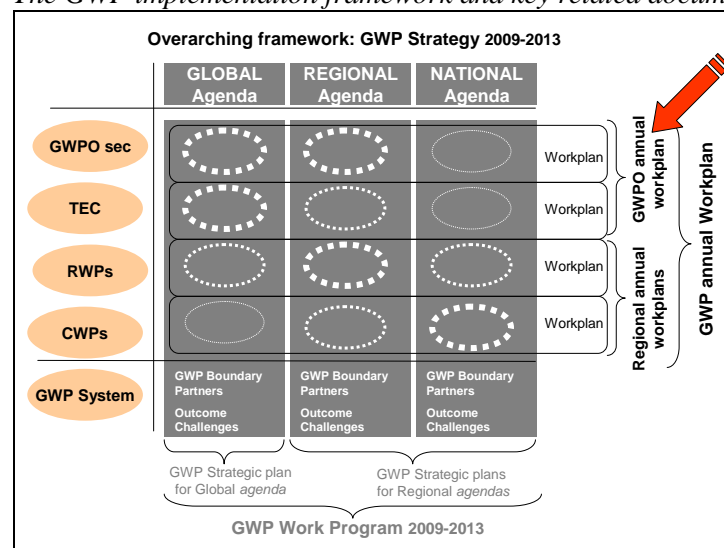 The GWP implementation framework and key related docum
Overarching framework: GWP Strategy 2009-2013
GLOBAL
Agenda
REGIONAL
Agenda
NATIONAL
Agenda
GWPO sec
Workplan
TEC
Workplan
RWPs
Workplan
CWPs
Workplan
GWPO annual
workplan
Regional annual
workplans
GWP annual Workplan
GWP System
GWP Boundary
Partners
Outcome
Challenges
GWP Boundary
Partners
Outcome
Challenges
GWP Boundary
Partners
Outcome
Challenges
GWP Strategic plan
for Global agenda
GWP Strategic plans
for Regional agendas
GWP Work Program 2009-2013